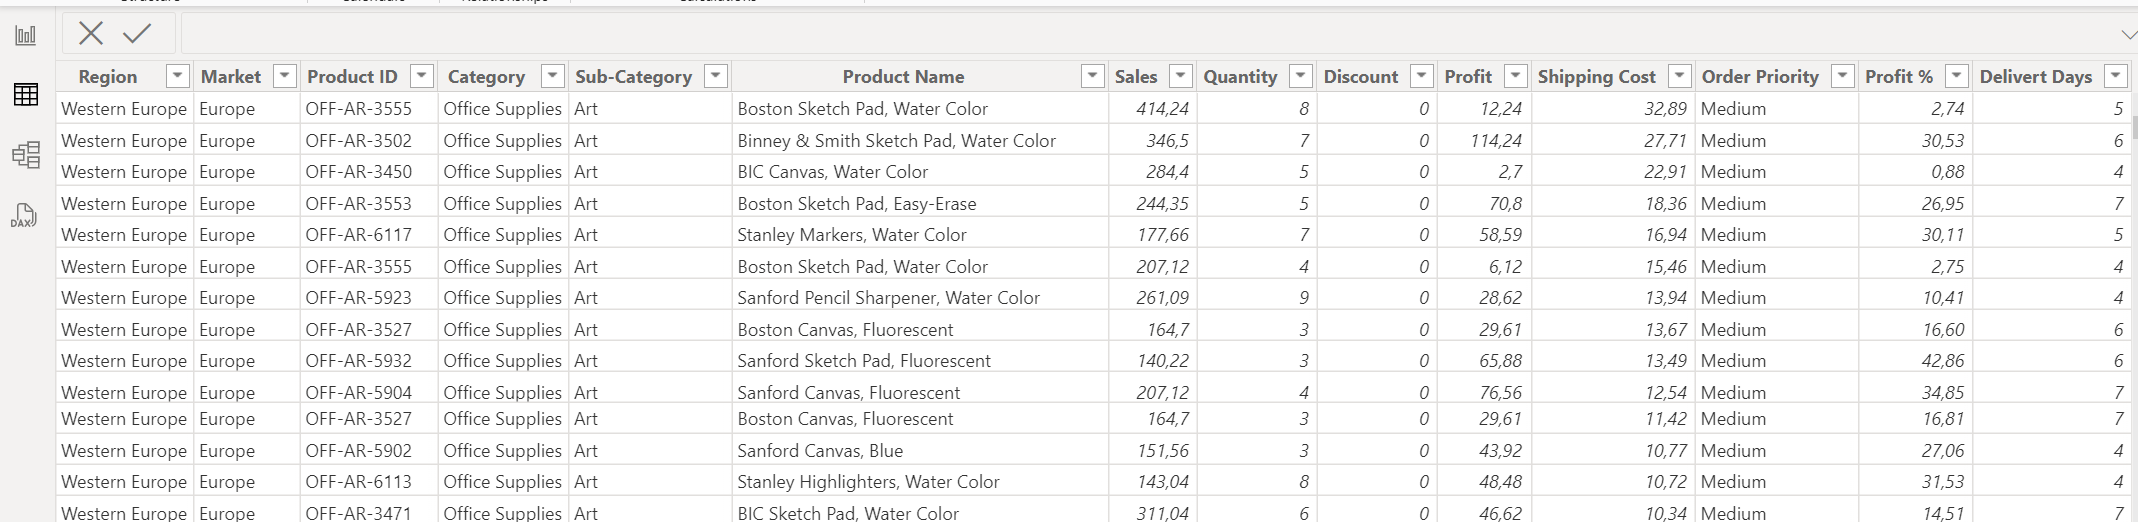 Structure Calendars Relationships Calculations
Region Market Product ID Category Sub-Category Product Name Sales Quantity Discount Profit Shipping Cost Order Priority Profit % Delivert Days
Western Europe Europe OFF-AR-3555 Office Supplies Art Boston Sketch Pad, Water Color 414,24 8 0 12,24 32,89 Medium 2,74 5
Western Europe Europe OFF-AR-3502 Office Supplies Art Binney & Smith Sketch Pad, Water Color 346,5 7 0 114,24 27,71 Medium 30,53 6
Western Europe Europe OFF-AR-3450 Office Supplies Art BIC Canvas, Water Color 284,4 5 0 2,7 22,91 Medium 0,88 4
Western Europe Europe OFF-AR-3553 Office Supplies Art Boston Sketch Pad, Easy-Erase 244,35 5 0 70,8 18,36 Medium 26,95 7
Western Europe Europe OFF-AR-6117 Office Supplies Art Stanley Markers, Water Color 177,66 7 0 58,59 16,94 Medium 30,11 5
Western Europe Europe OFF-AR-3555 Office Supplies Art Boston Sketch Pad, Water Color 207,12 4 0 6,12 15,46 Medium 2,75 4
Western Europe Europe OFF-AR-5923 Office Supplies Art Sanford Pencil Sharpener, Water Color 261,09 9 0 28,62 13,94 Medium 10,41 4
Western Europe Europe OFF-AR-3527 Office Supplies Art Boston Canvas, Fluorescent 164,7 3 0 29,61 13,67 Medium 16,60 6
Western Europe Europe OFF-AR-5932 Office Supplies Art Sanford Sketch Pad, Fluorescent 140,22 3 0 65,88 13,49 Medium 42,86 6
Western Europe Europe OFF-AR-5904 Office Supplies Art Sanford Canvas, Fluorescent 207,12 4 0 76,56 12,54 Medium 34,85 7
Western Europe Europe OFF-AR-3527 Office Supplies Art Boston Canvas, Fluorescent 164,7 3 0 29,61 11,42 Medium 16,81 7
Western Europe Europe OFF-AR-5902 Office Supplies Art Sanford Canvas, Blue 151,56 3 0 43,92 10,77 Medium 27,06 4
Western Europe Europe OFF-AR-6113 Office Supplies Art Stanley Highlighters, Water Color 143,04 8 0 48,48 10,72 Medium 31,53 4
Western Europe Europe OFF-AR-3471 Office Supplies Art BIC Sketch Pad, Water Color 311,04 6 0 46,62 10,34 Medium 14,51 7
DAX